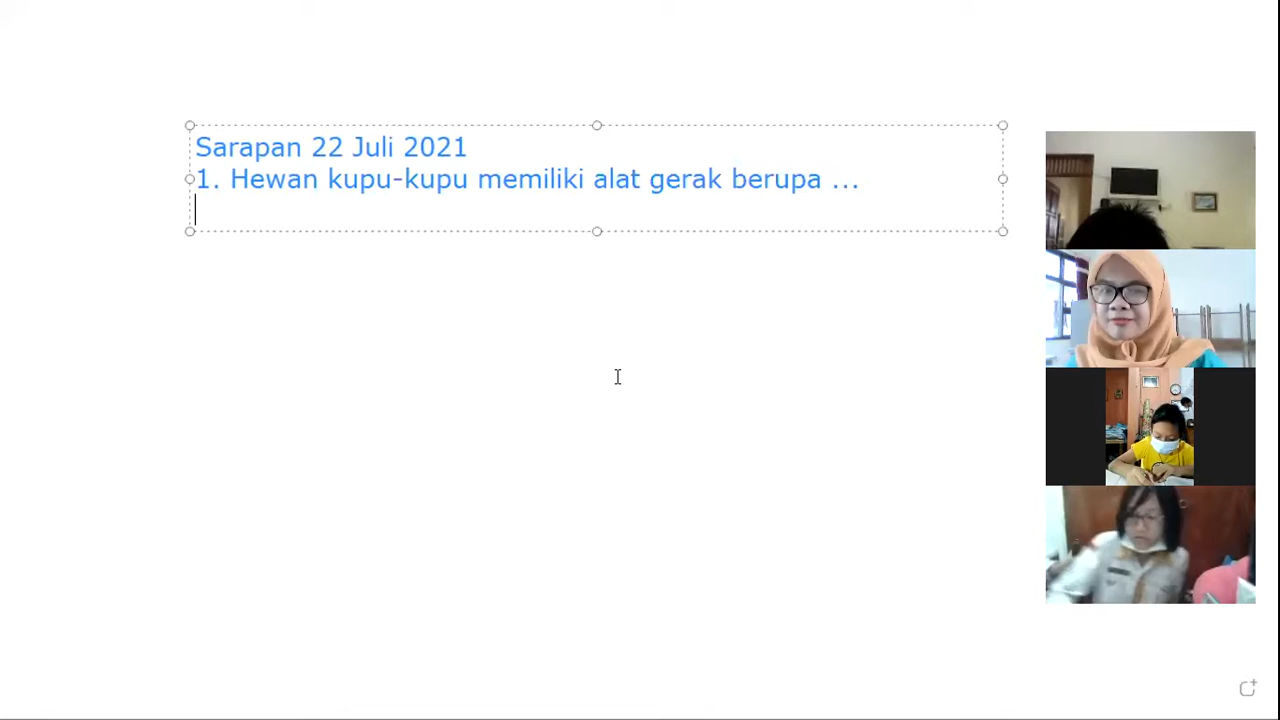 Sarapan 22 Juli 2021
1. Hewan kupu-kupu memiliki alat gerak berupa ...